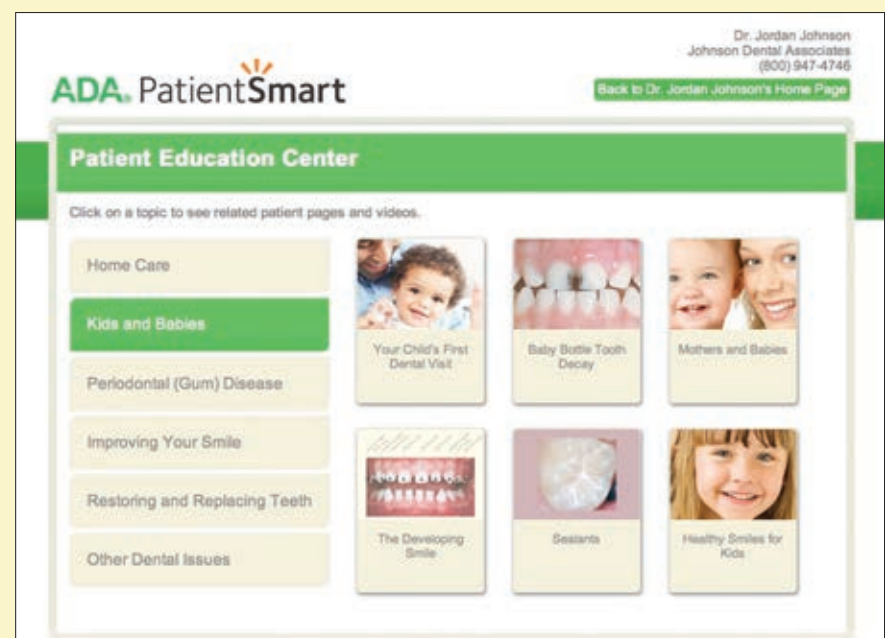 Dr. Jordan Johnson
Johnson Dental Associates
(800) 947-4746
Back to Dr. Jordan Johnson's Home Page
ADA® PatientSmart
Patient Education Center
Click on a topic to see related patient pages and videos.
Home Care
Kids and Babies
Periodontal (Gum) Disease
Improving Your Smile
Restoring and Replacing Teeth
Other Dental Issues
Your Child's First
Dental Visit
Baby Bottle Tooth
Decay
Mothers and Babies
The Developing
Smile
Sealants
Healthy Smiles for
Kids